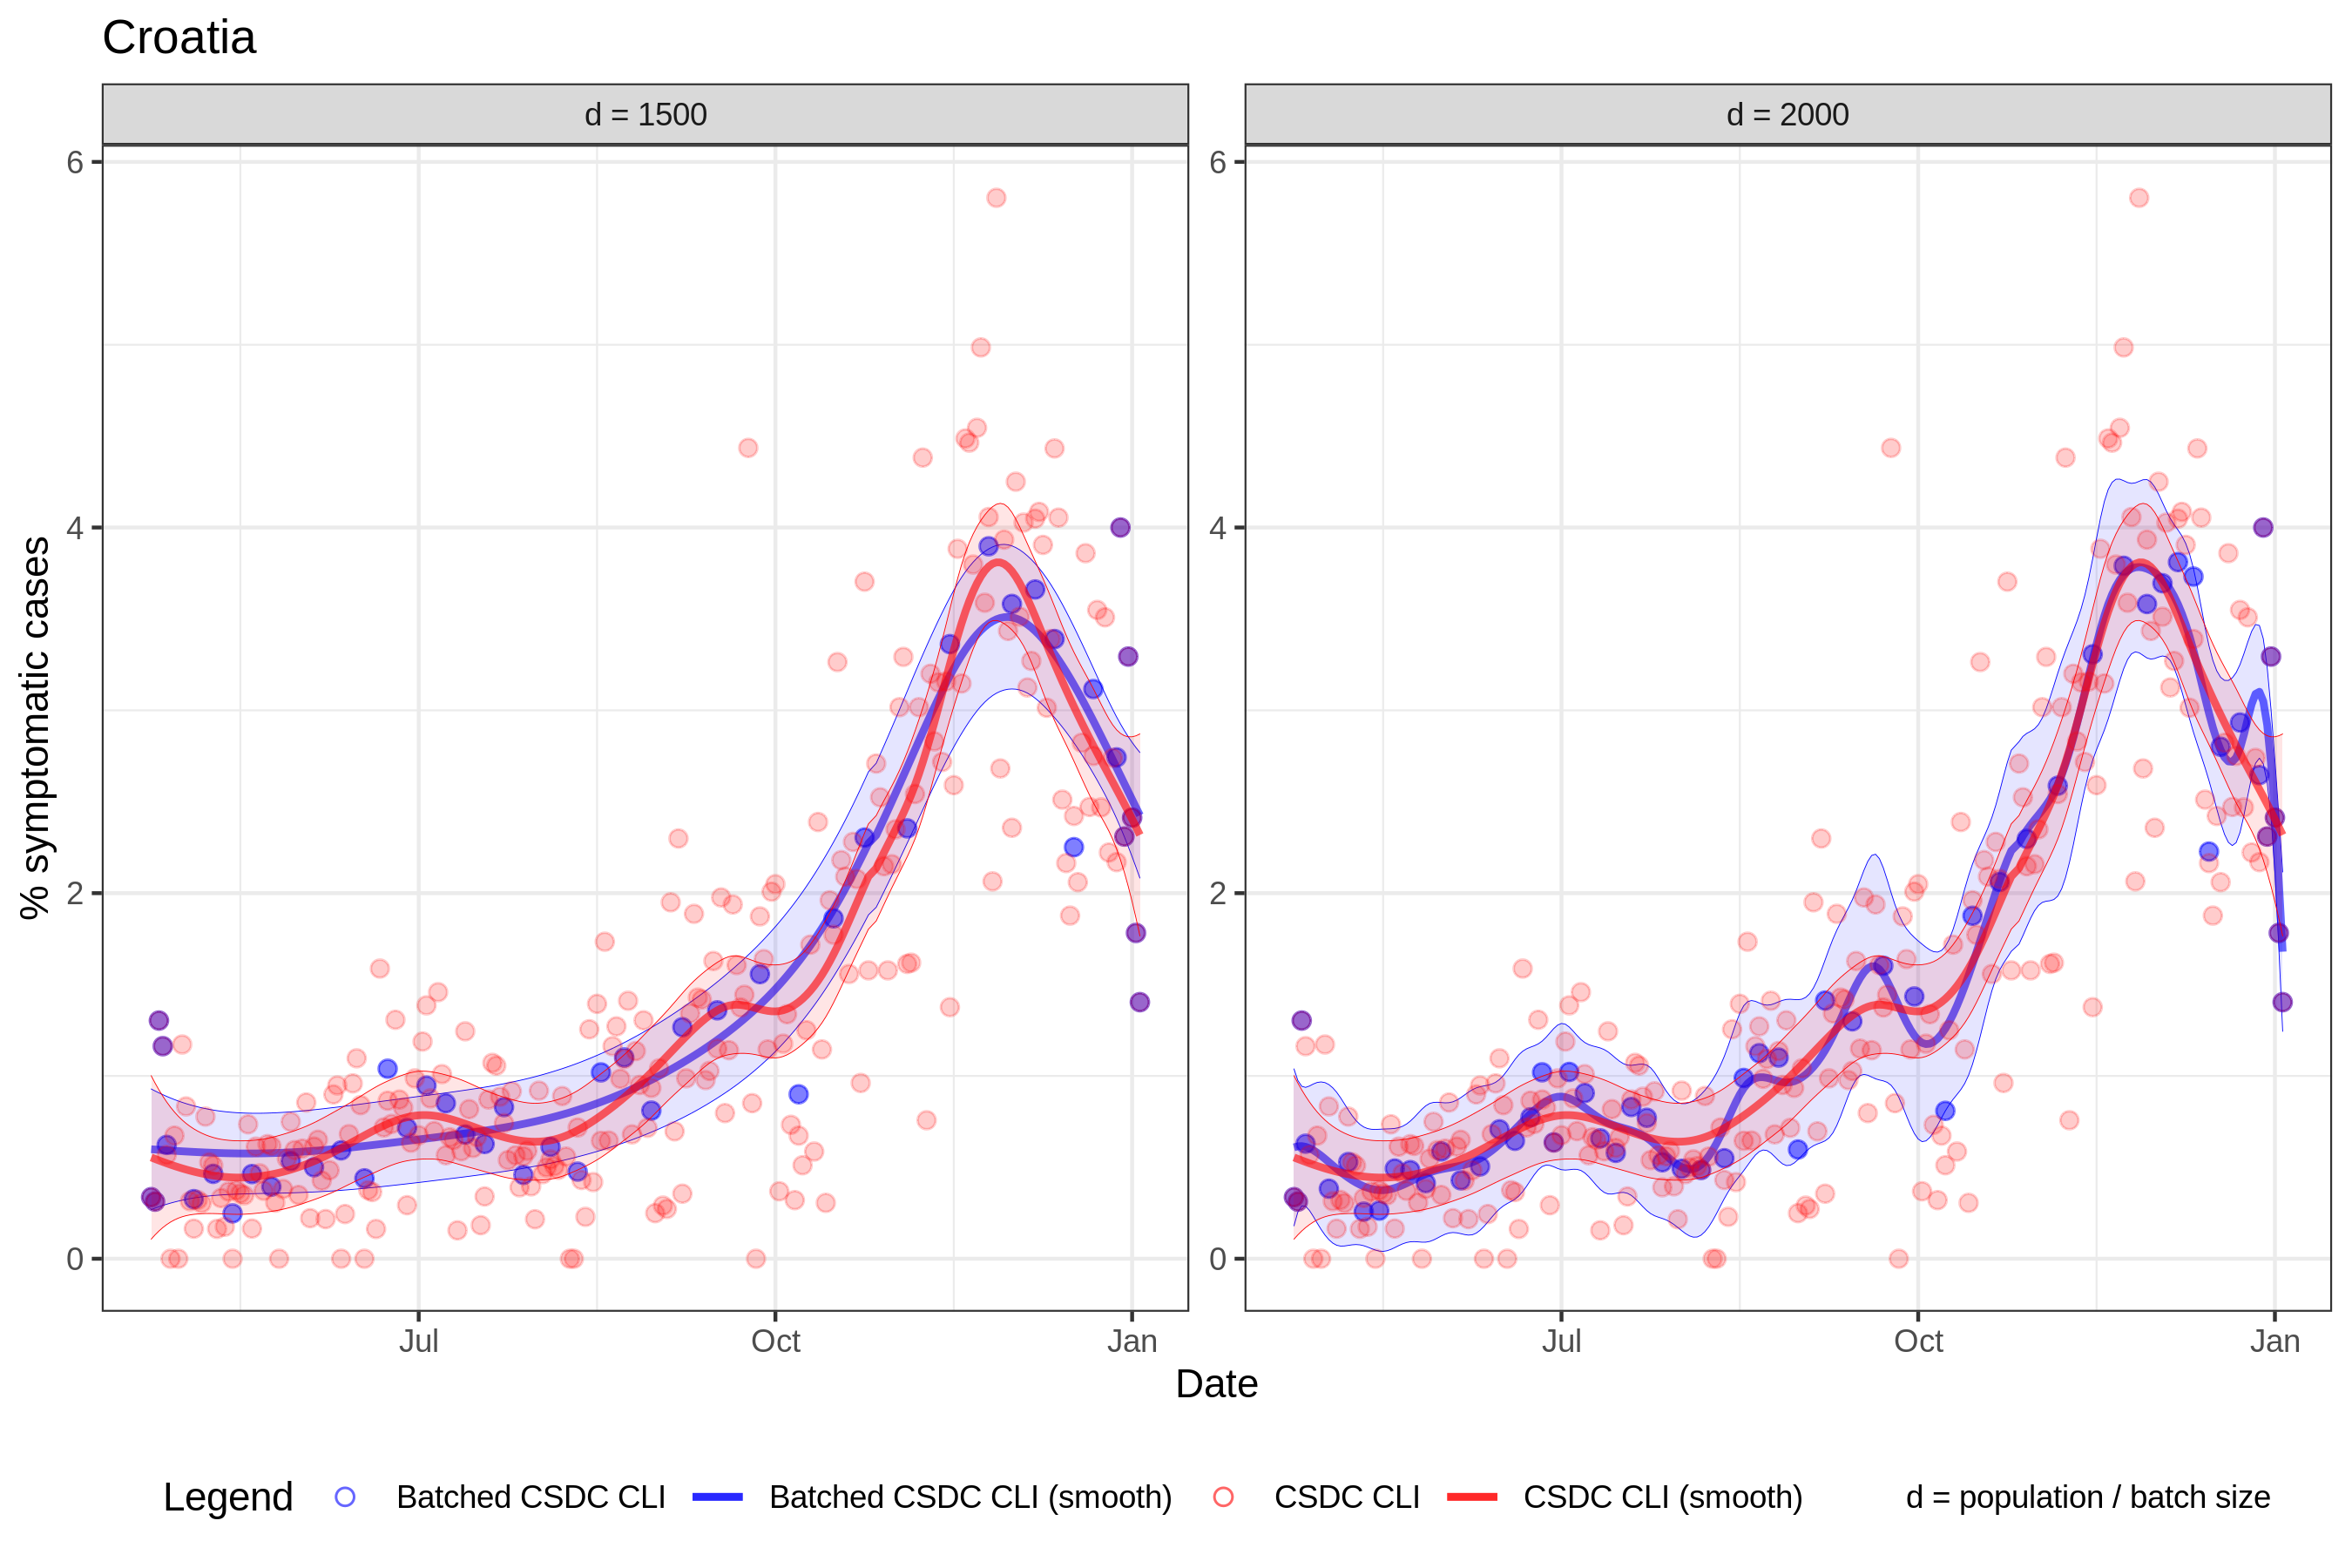 Croatia
d = 1500
d = 2000
% symptomatic cases
6
4
2
0
6
4
2
0
Jul
Oct
Jan
Jul
Oct
Jan
Date
Legend
Batched CSDC CLI
Batched CSDC CLI (smooth)
CSDC CLI
CSDC CLI (smooth)
d = population / batch size